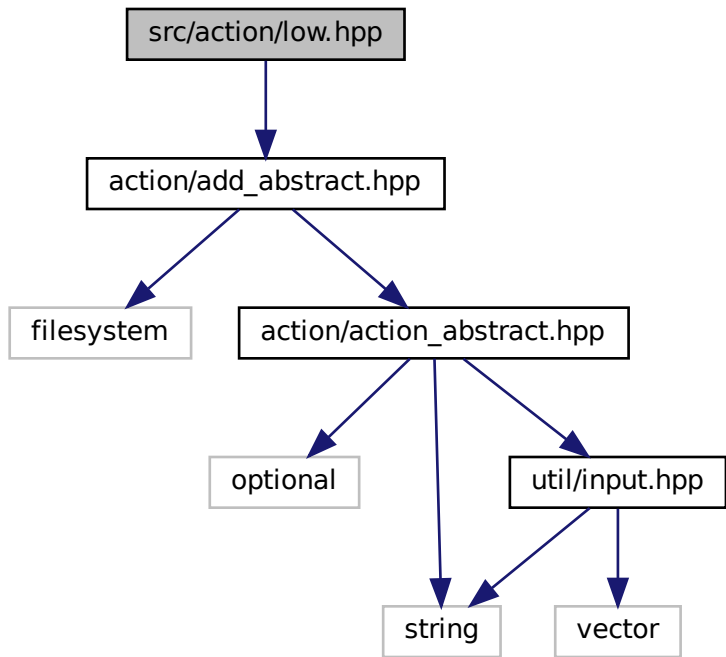 src/action/low.hpp
action/add_abstract.hpp
filesystem
action/action_abstract.hpp
optional
util/input.hpp
string
vector